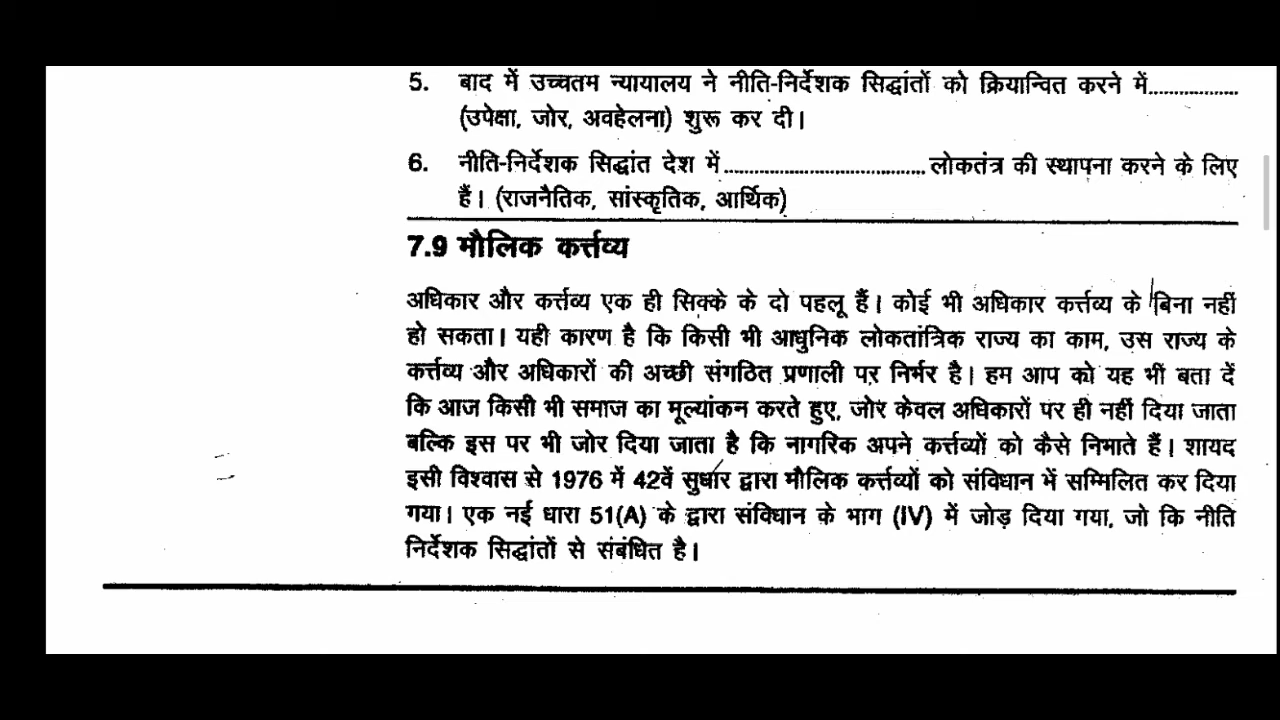 5. बाद में उच्चतम न्यायालय ने नीति-निर्देशक सिद्धांतों को क्रियान्वित करने में..................
(उपेक्षा, जोर, अवहेलना) शुरू कर दी।
6. नीति-निर्देशक सिद्धांत देश में........................................लोकतंत्र की स्थापना करने के लिए
हैं। (राजनैतिक, सांस्कृतिक, आर्थिक)
7.9 मौलिक कर्त्तव्य
अधिकार और कर्त्तव्य एक ही सिक्के के दो पहलू हैं। कोई भी अधिकार कर्त्तव्य के बिना नहीं
हो सकता। यही कारण है कि किसी भी आधुनिक लोकतांत्रिक राज्य का काम, उस राज्य के
कर्त्तव्य और अधिकारों की अच्छी संगठित प्रणाली पर निर्भर है। हम आप को यह भी बता दें
कि आज किसी भी समाज का मूल्यांकन करते हुए, जोर केवल अधिकारों पर ही नहीं दिया जाता
बल्कि इस पर भी जोर दिया जाता है कि नागरिक अपने कर्त्तव्यों को कैसे निभाते हैं। शायद
इसी विश्वास से 1976 में 42वें सुधार द्वारा मौलिक कर्त्तव्यों को संविधान में सम्मिलित कर दिया
गया। एक नई धारा 51(A) के द्वारा संविधान के भाग (IV) में जोड़ दिया गया, जो कि नीति
निर्देशक सिद्धांतों से संबंधित है।